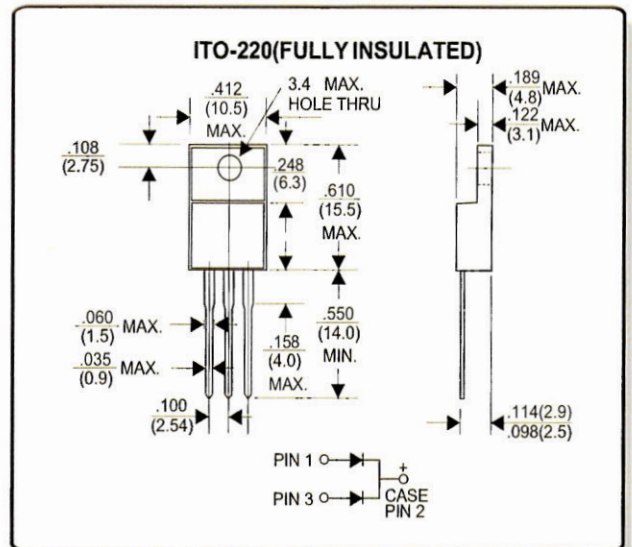 ITO-220(FULLY INSULATED)
.412
(10.5)
MAX.
3.4 MAX.
HOLE THRU
.189
(4.8) MAX.
.122
(3.1) MAX.
.108
(2.75)
.248
(6.3)
.610
(15.5)
MAX.
.060
(1.5) MAX.
.035
(0.9) MAX.
.100
(2.54)
.158
(4.0)
MAX.
.550
(14.0)
MIN.
.114(2.9)
.098(2.5)
PIN 1
PIN 3
+
CASE
PIN 2